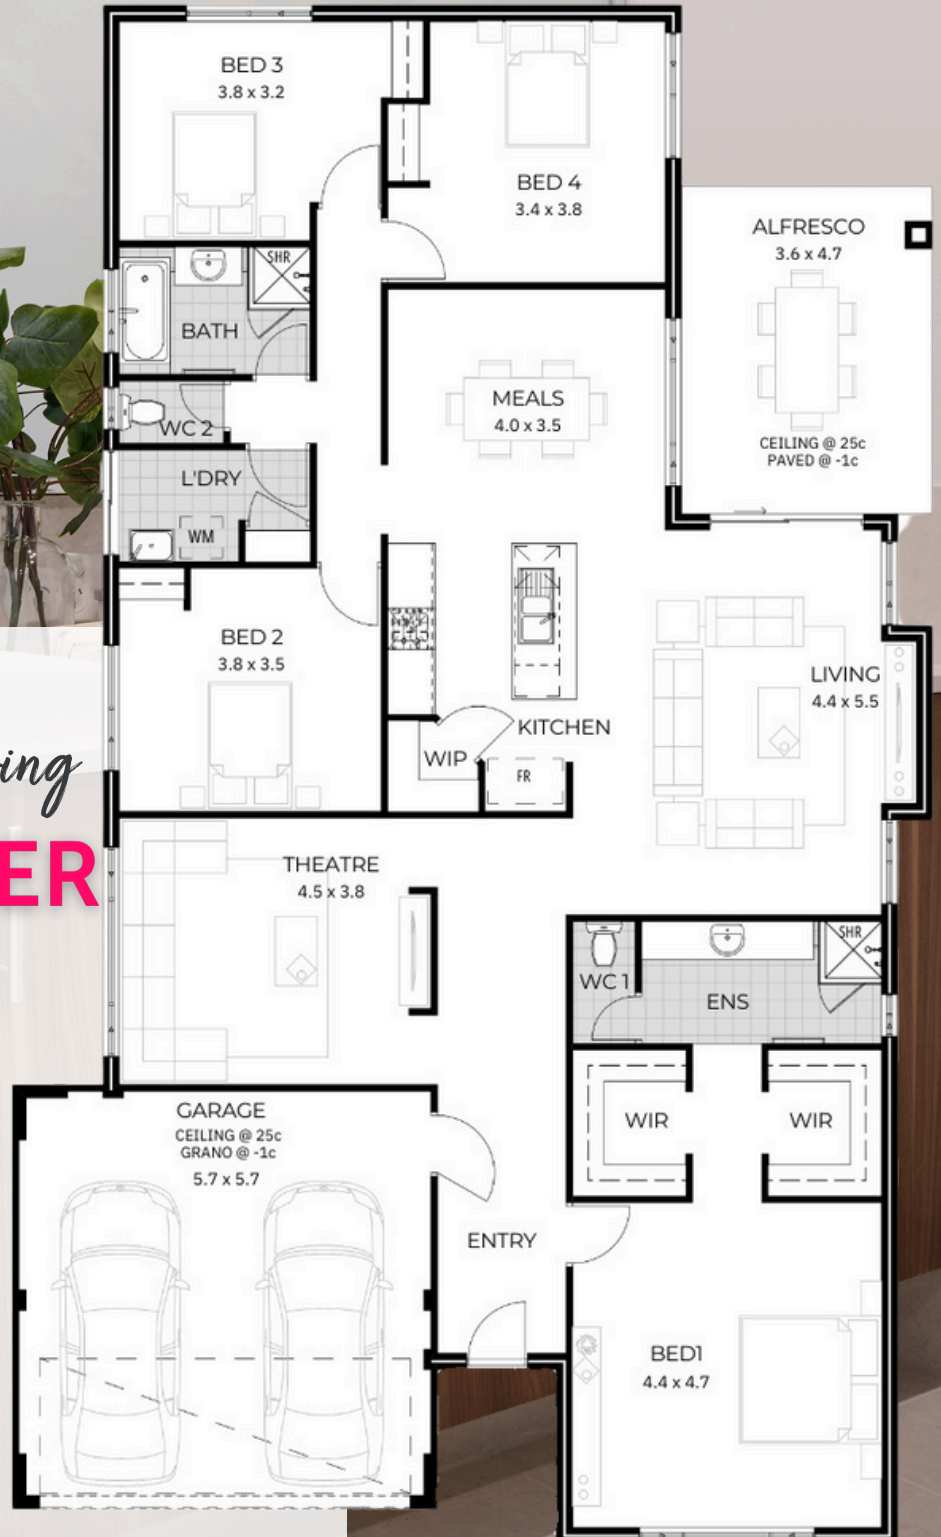 BED 3
3.8 x 3.2
BED 4
3.4 x 3.8
ALFRESCO
3.6 x 4.7
CEILING @ 25c
PAVED @ -1c
SHR
BATH
MEALS
4.0 x 3.5
WC 2
L'DRY
WM
BED 2
3.8 x 3.5
LIVING
4.4 x 5.5
KITCHEN
WIP
FR
ing
ER
THEATRE
4.5 x 3.8
SHR
WC 1
ENS
WIR
WIR
GARAGE
CEILING @ 25c
GRANO @ -1c
5.7 x 5.7
ENTRY
BED1
4.4 x 4.7